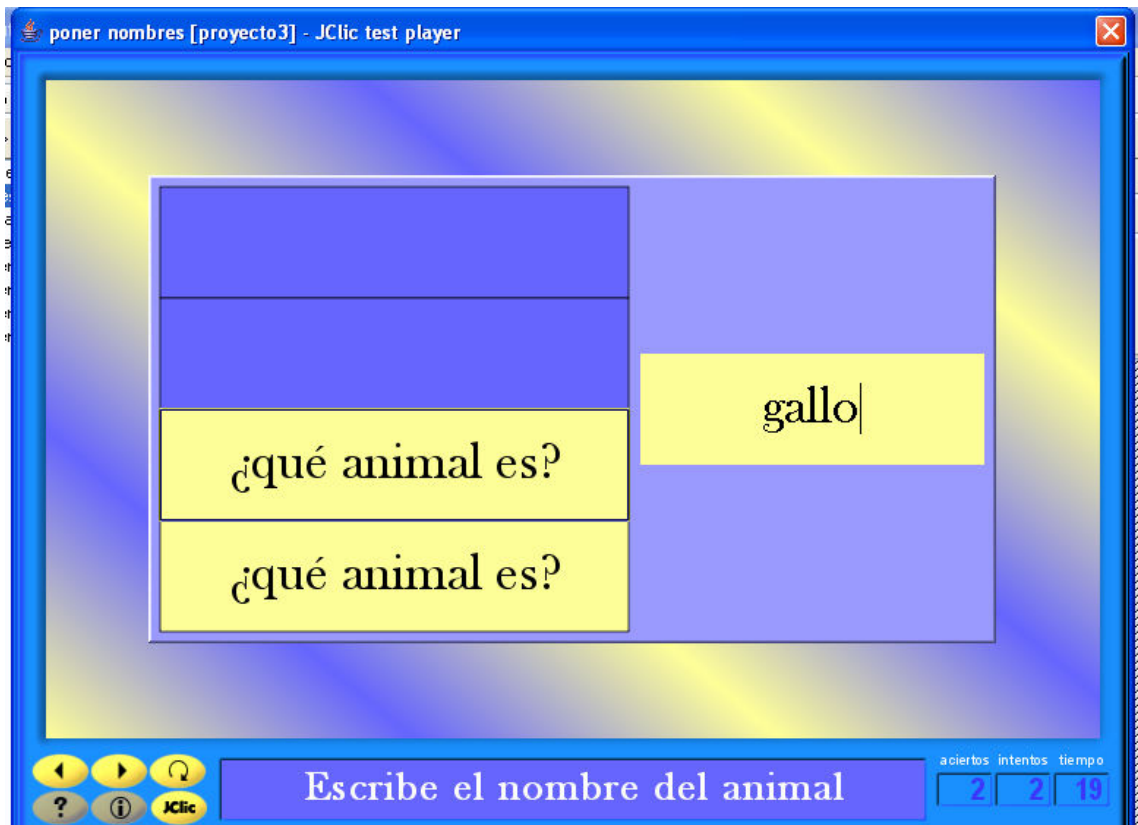 poner nombres [proyecto3] - JClic test player
gallo
¿qué animal es?
¿qué animal es?
Escribe el nombre del animal
aciertos intentos tiempo
2 2 19
?
JClic